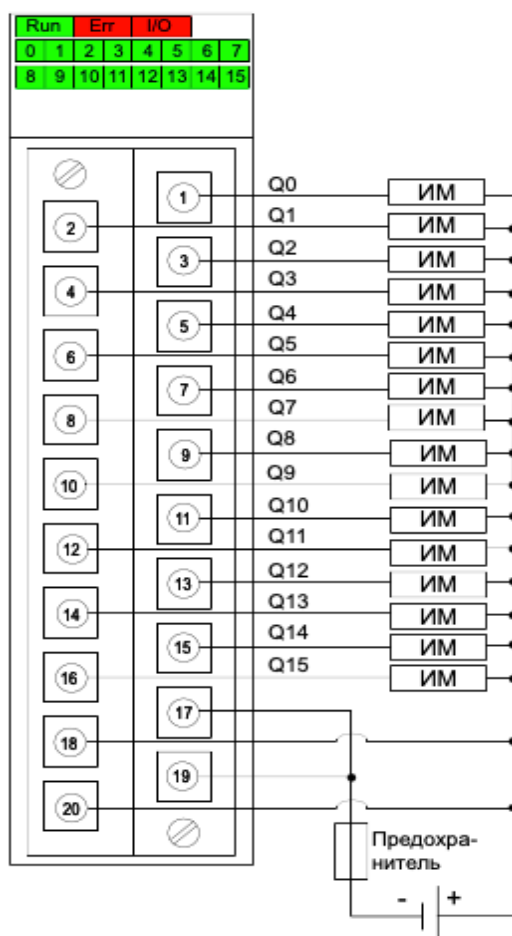 Run Err I/O
0 1 2 3 4 5 6 7
8 9 10 11 12 13 14 15
1 Q0 ИМ
2 Q1 ИМ
3 Q2 ИМ
4 Q3 ИМ
5 Q4 ИМ
6 Q5 ИМ
7 Q6 ИМ
8 Q7 ИМ
9 Q8 ИМ
10 Q9 ИМ
11 Q10 ИМ
12 Q11 ИМ
13 Q12 ИМ
14 Q13 ИМ
15 Q14 ИМ
16 Q15 ИМ
17
18
19
20
Предохра-
нитель
- +